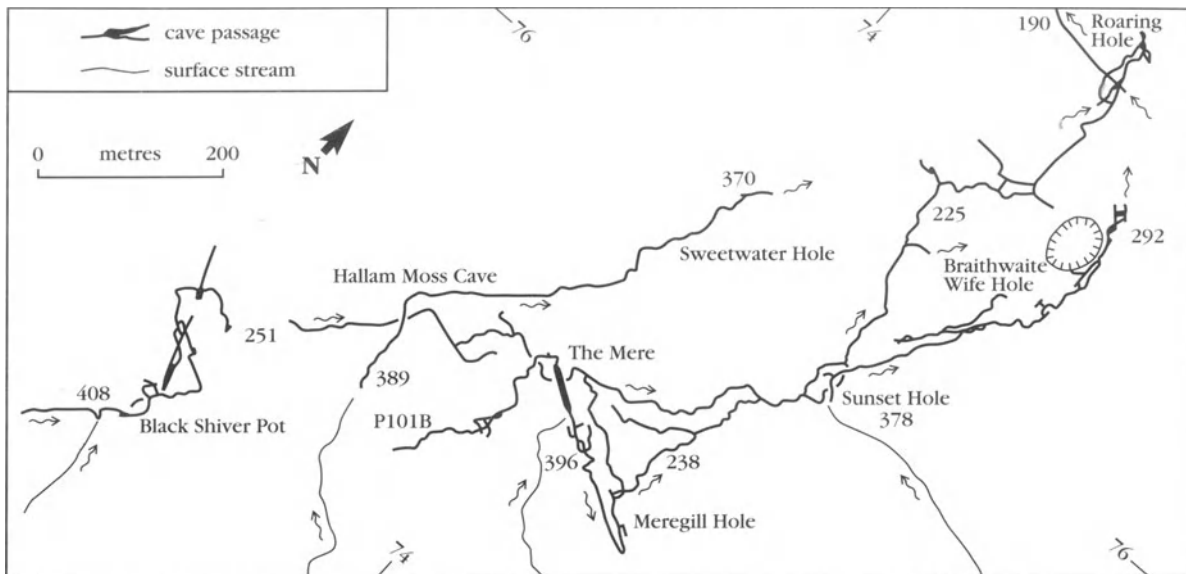 cave passage
surface stream
76
74
190
Roaring
Hole
N
0 metres 200
370
225
292
Sweetwater Hole
Braithwaite
Wife Hole
Hallam Moss Cave
251
The Mere
389
408
Sunset Hole
378
P101B
Black Shiver Pot
396
238
Meregill Hole
74
76